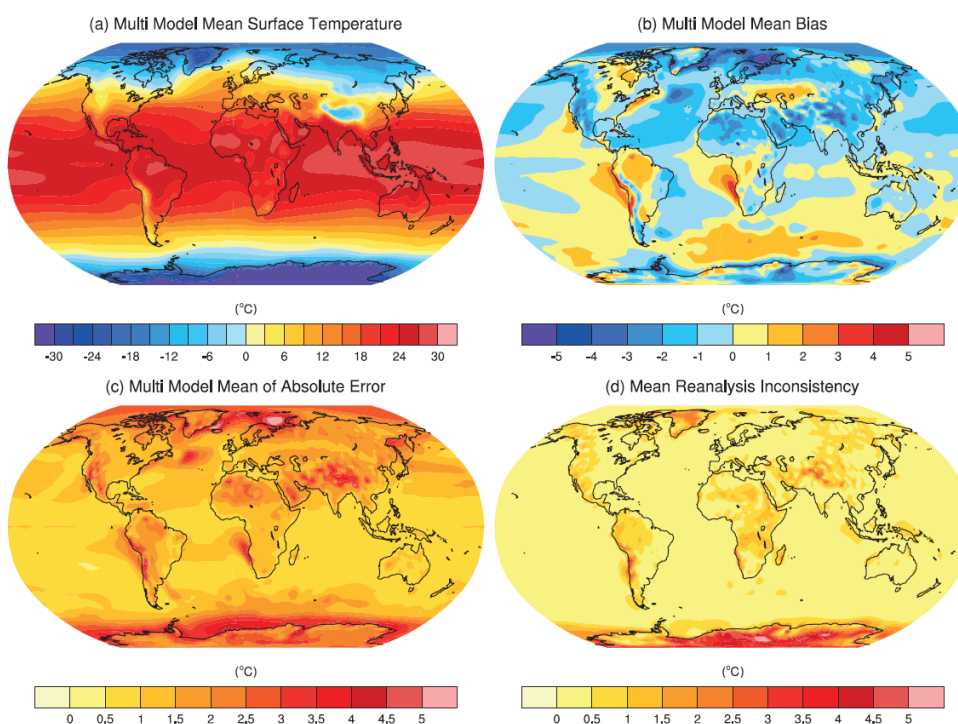 (a) Multi Model Mean Surface Temperature
(b) Multi Model Mean Bias
(°C)
-30 -24 -18 -12 -6 0 6 12 18 24 30
(°C)
-5 -4 -3 -2 -1 0 1 2 3 4 5
(c) Multi Model Mean of Absolute Error
(d) Mean Reanalysis Inconsistency
(°C)
0 0.5 1 1.5 2 2.5 3 3.5 4 4.5 5
(°C)
0 0.5 1 1.5 2 2.5 3 3.5 4 4.5